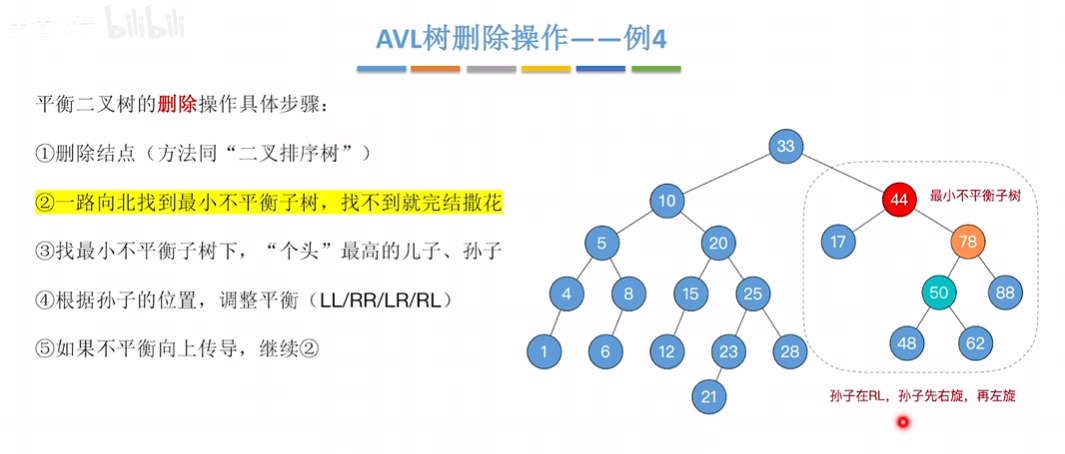 bilibili
AVL树删除操作——例4
平衡二叉树的删除操作具体步骤：
①删除结点（方法同“二叉排序树”）
②一路向北找到最小不平衡子树，找不到就完结撒花
③找最小不平衡子树下，“个头”最高的儿子、孙子
④根据孙子的位置，调整平衡（LL/RR/LR/RL）
⑤如果不平衡向上传导，继续②
33
10
44
最小不平衡子树
5
20
17
78
4
8
15
25
50
88
1
6
12
23
28
48
62
21
孙子在RL，孙子先右旋，再左旋